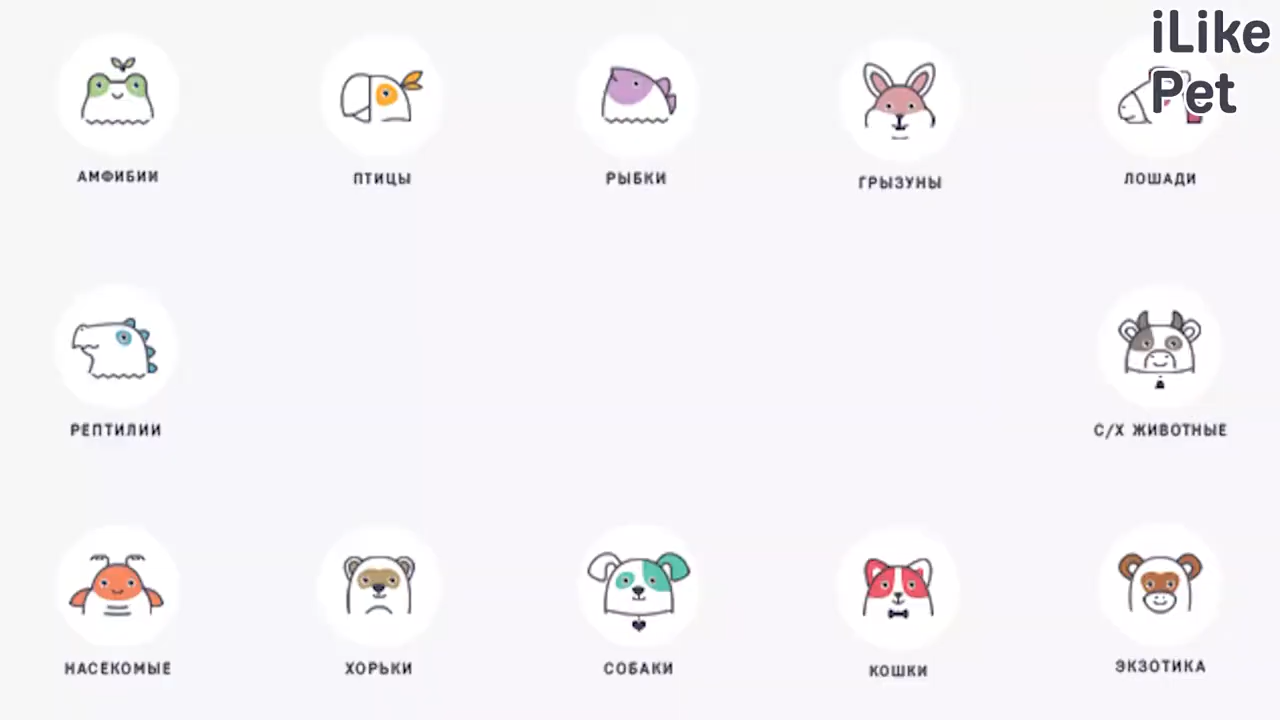 iLike
Pet
АМФИБИИ
ПТИЦЫ
РЫБКИ
ГРЫЗУНЫ
ЛОШАДИ
РЕПТИЛИИ
С/Х ЖИВОТНЫЕ
НАСЕКОМЫЕ
ХОРЬКИ
СОБАКИ
КОШКИ
ЭКЗОТИКА